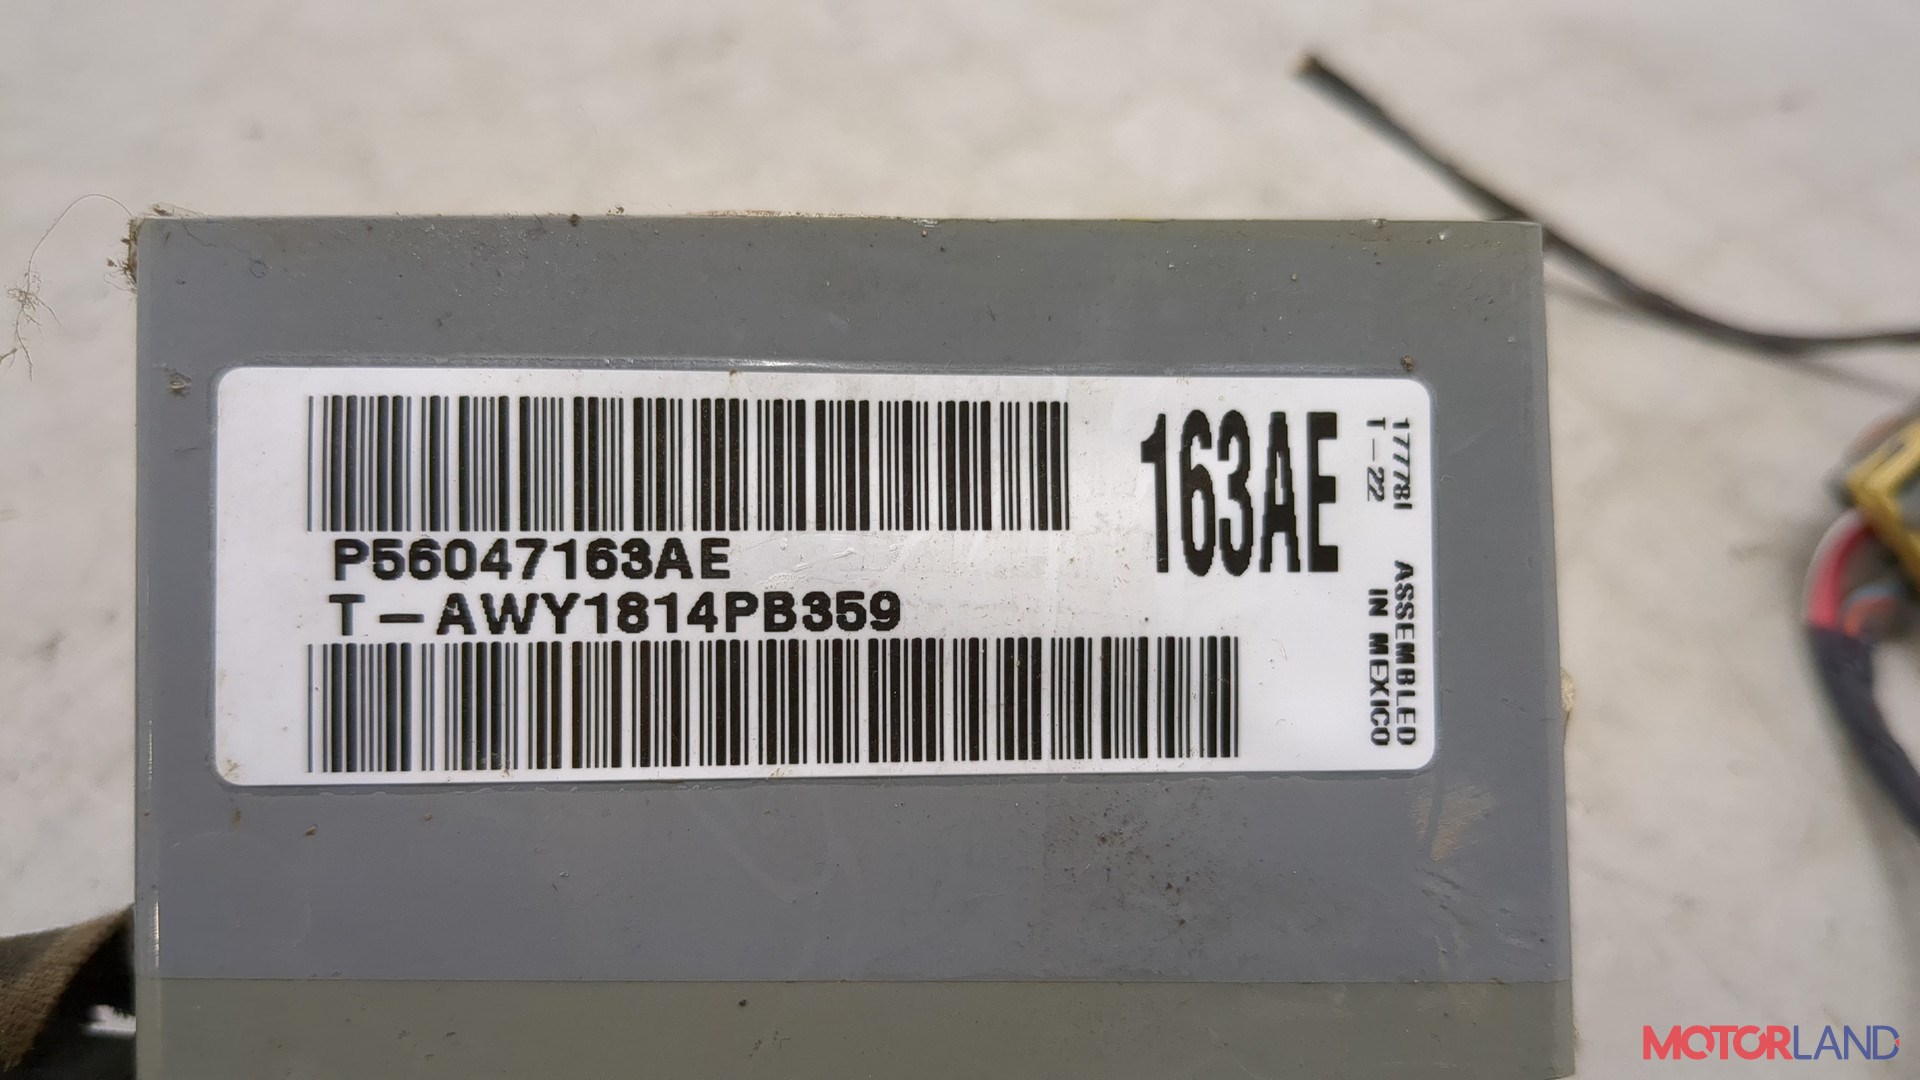 P56047163AE
T-AWY1814PB359
163AE
17778I
T-22
ASSEMBLED
IN MEXICO
MOTORLAND